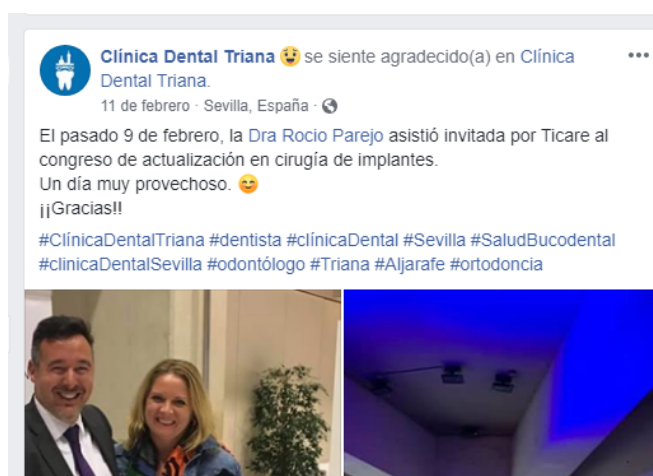 Clínica Dental Triana se siente agradecido(a) en Clínica
Dental Triana.
11 de febrero · Sevilla, España ·
El pasado 9 de febrero, la Dra Rocio Parejo asistió invitada por Ticare al
congreso de actualización en cirugía de implantes.
Un día muy provechoso. 😊
¡¡Gracias!!
#ClínicaDentalTriana #dentista #clínicaDental #Sevilla #SaludBucodental
#clinicaDentalSevilla #odontólogo #Triana #Aljarafe #ortodoncia